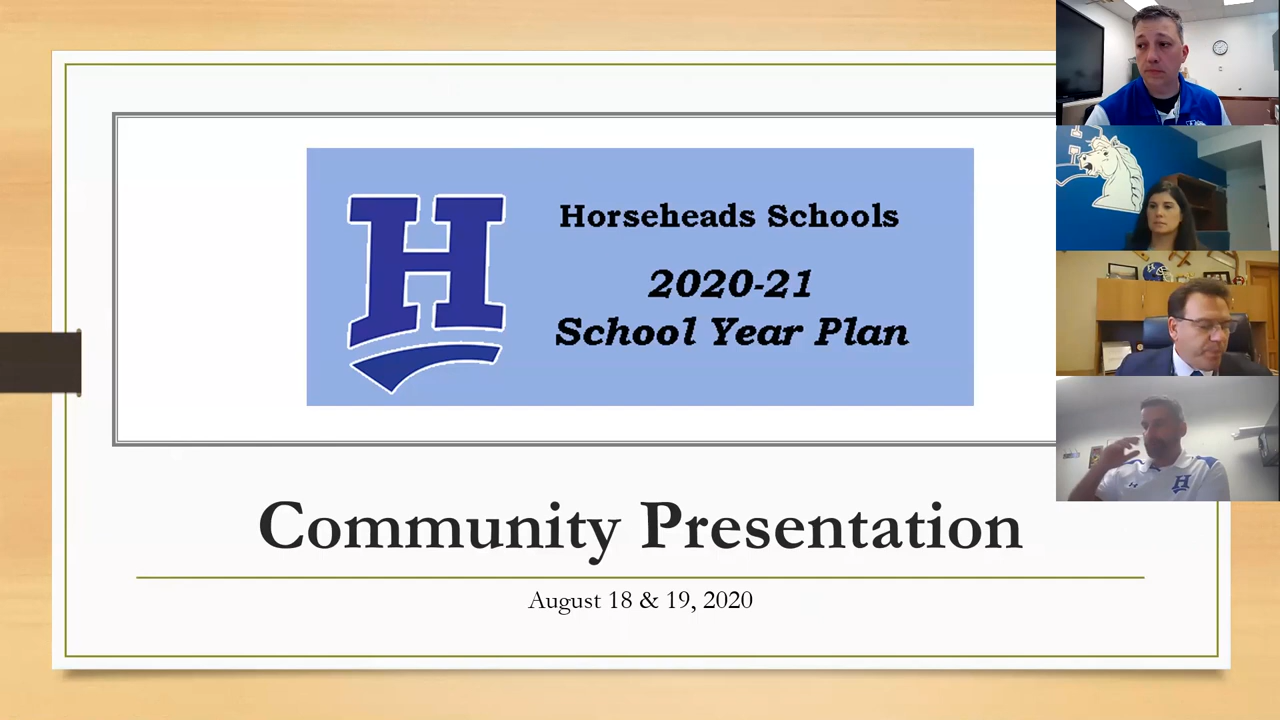 H
Horseheads Schools
2020-21
School Year Plan
Community Presentation
August 18 & 19, 2020
H